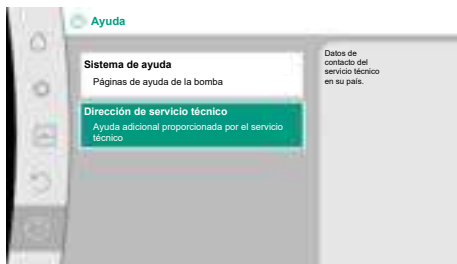 Ayuda
Sistema de ayuda
Páginas de ayuda de la bomba
Dirección de servicio técnico
Ayuda adicional proporcionada por el servicio
técnico
Datos de
contacto del
servicio técnico
en su país.